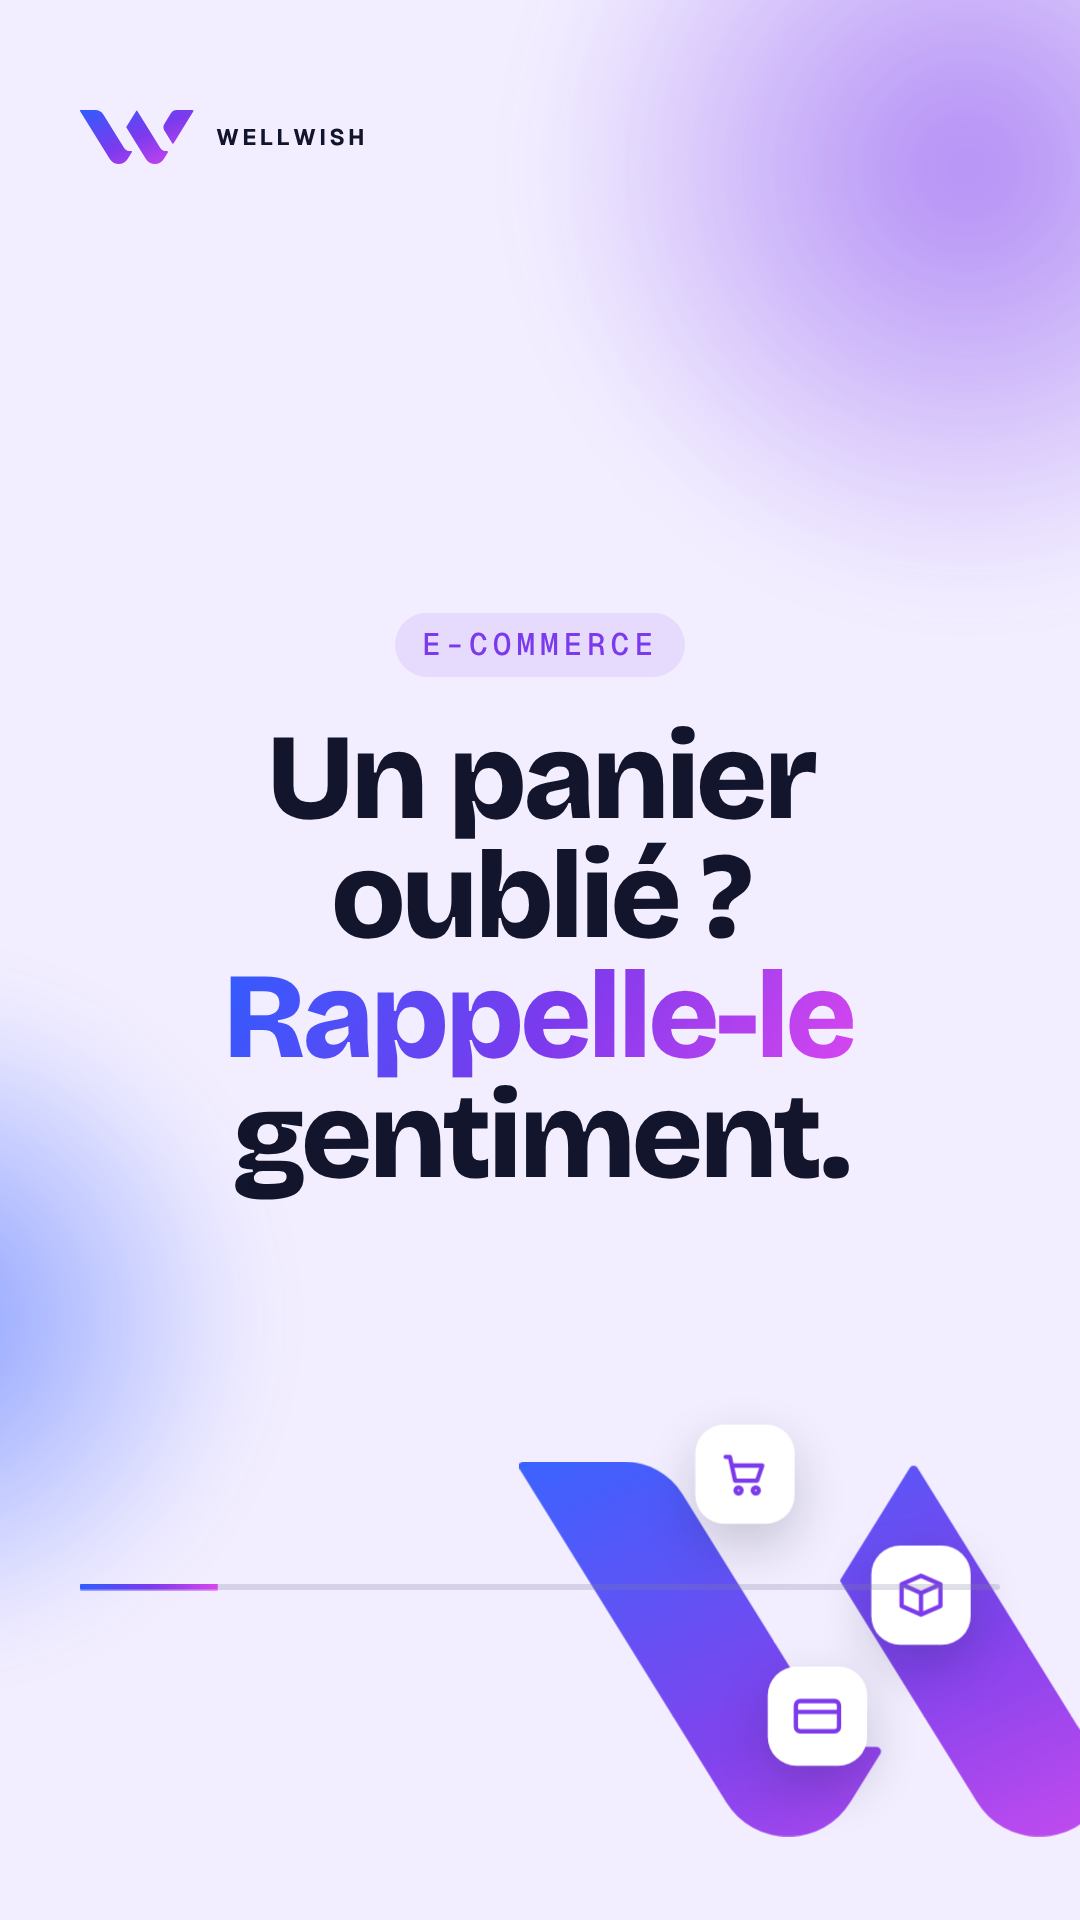 WELLWISH
E-COMMERCE
Un panier
oublié ?
Rappelle-le
gentiment.